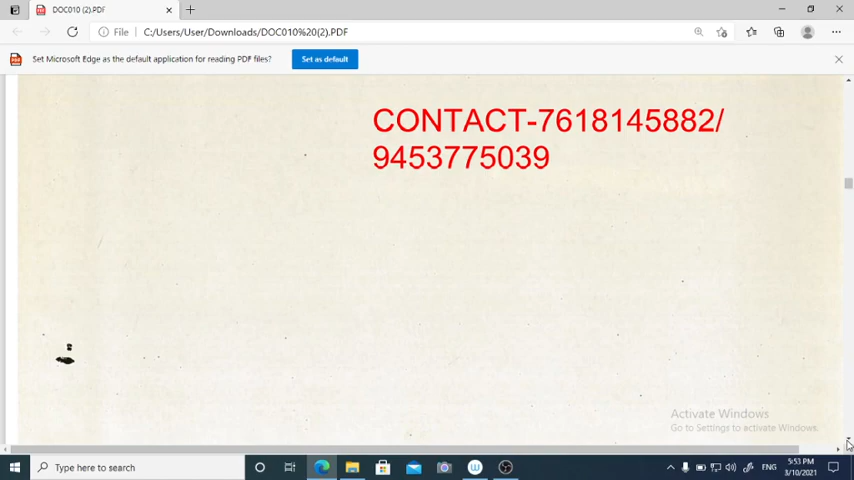 DOC010 (2).PDF
File
C:/Users/User/Downloads/DOC010%20(2).PDF
Set Microsoft Edge as the default application for reading PDF files?
Set as default
CONTACT-7618145882/
9453775039
Activate Windows
Go to Settings to activate Windows.
Type here to search
ENG
5:53 PM
3/10/2021